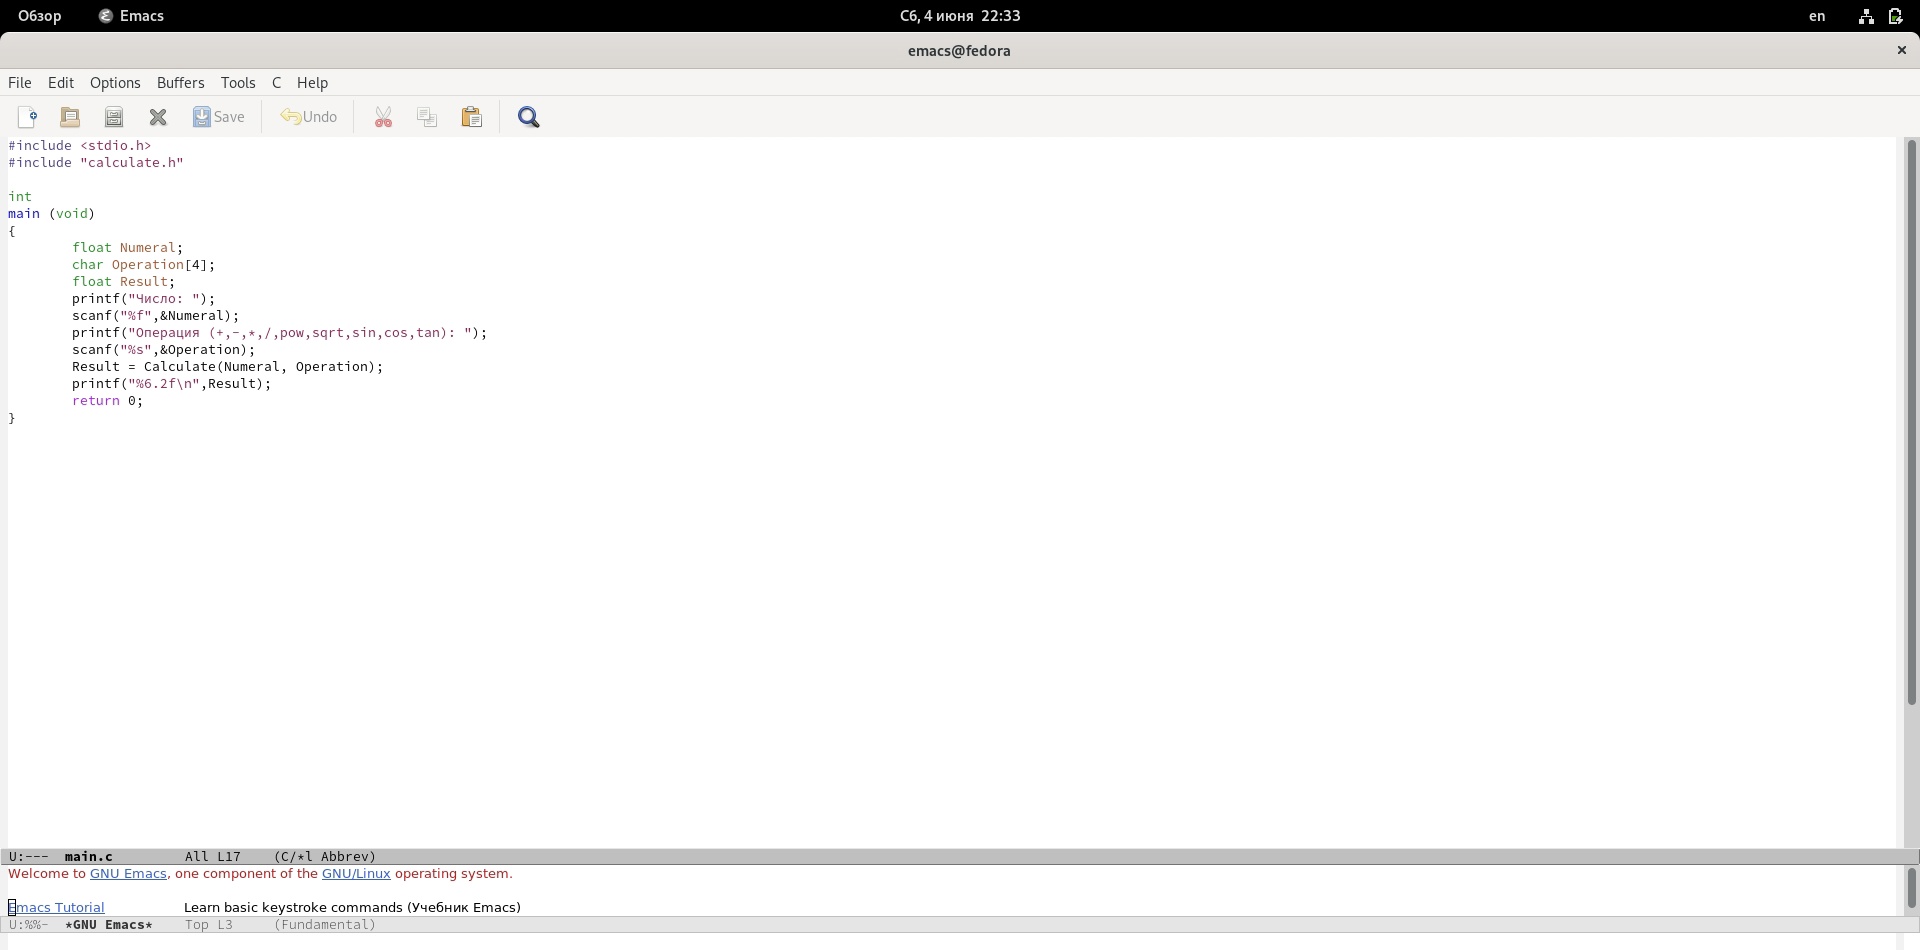 Обзор Emacs Сб, 4 июня 22:33 en
emacs@fedora
File Edit Options Buffers Tools C Help
Save Undo
#include <stdio.h>
#include "calculate.h"
int
main (void)
{
float Numeral;
char Operation[4];
float Result;
printf("Число: ");
scanf("%f",&Numeral);
printf("Операция (+,-,*,/,pow,sqrt,sin,cos,tan): ");
scanf("%s",&Operation);
Result = Calculate(Numeral, Operation);
printf("%6.2f\n",Result);
return 0;
}
U:--- main.c All L17 (C/*l Abbrev)
Welcome to GNU Emacs, one component of the GNU/Linux operating system.
Emacs Tutorial Learn basic keystroke commands (Учебник Emacs)
U:%%- *GNU Emacs* Top L3 (Fundamental)